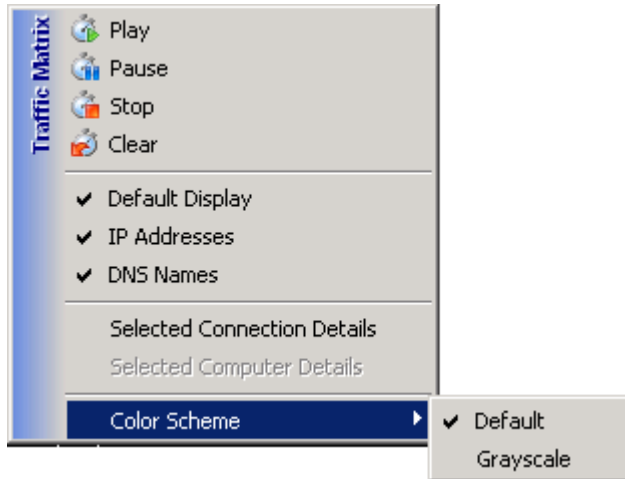 Traffic Matrix
Play
Pause
Stop
Clear
Default Display
IP Addresses
DNS Names
Selected Connection Details
Selected Computer Details
Color Scheme
Default
Grayscale